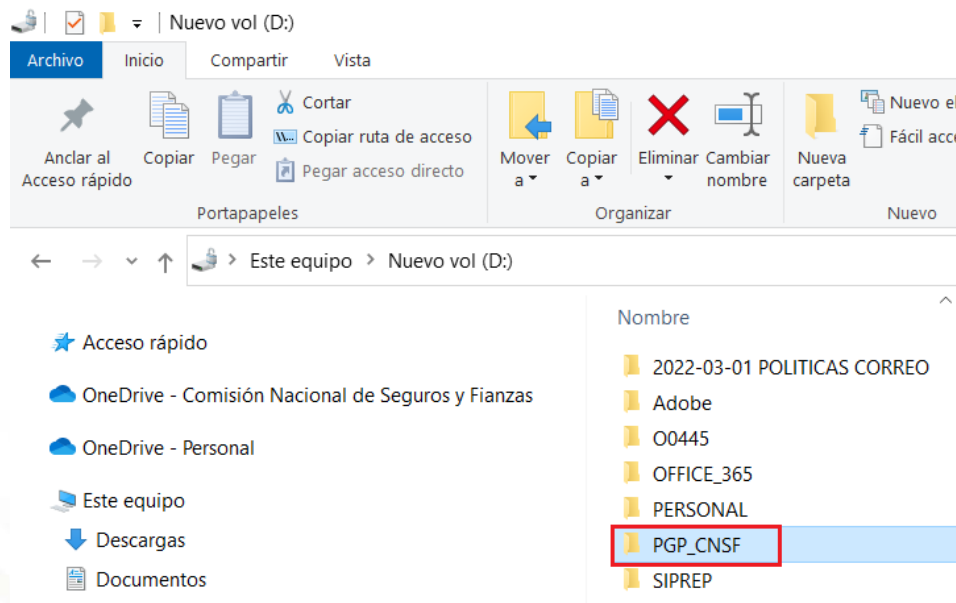 Nuevo vol (D:)
Archivo Inicio Compartir Vista
Anclar al Acceso rápido
Copiar
Pegar
Cortar
Copiar ruta de acceso
Pegar acceso directo
Portapapeles
Mover a
Copiar a
Eliminar
Cambiar nombre
Organizar
Nueva carpeta
Nuevo
Fácil
Nuevo
Este equipo > Nuevo vol (D:)
Acceso rápido
OneDrive - Comisión Nacional de Seguros y Fianzas
OneDrive - Personal
Este equipo
Descargas
Documentos
Nombre
2022-03-01 POLITICAS CORREO
Adobe
O0445
OFFICE_365
PERSONAL
PGP_CNSF
SIPREP